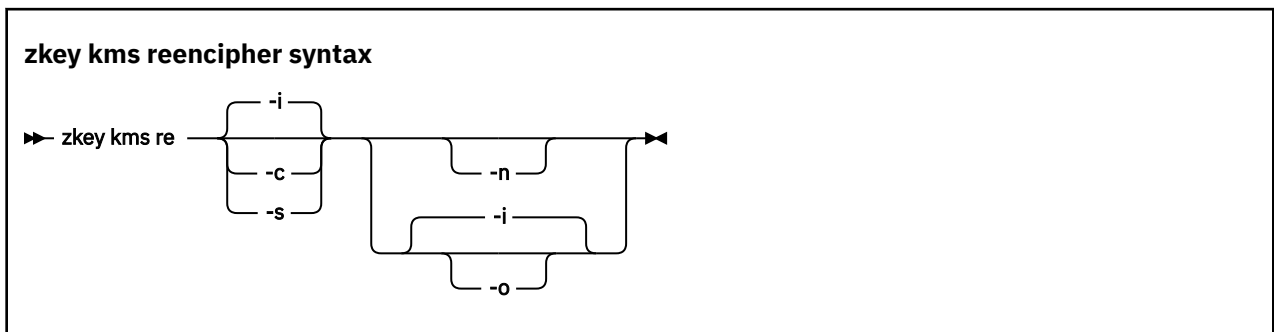 zkey kms reencipher syntax
-i
zkey kms re
-c
-n
-s
-i
-o